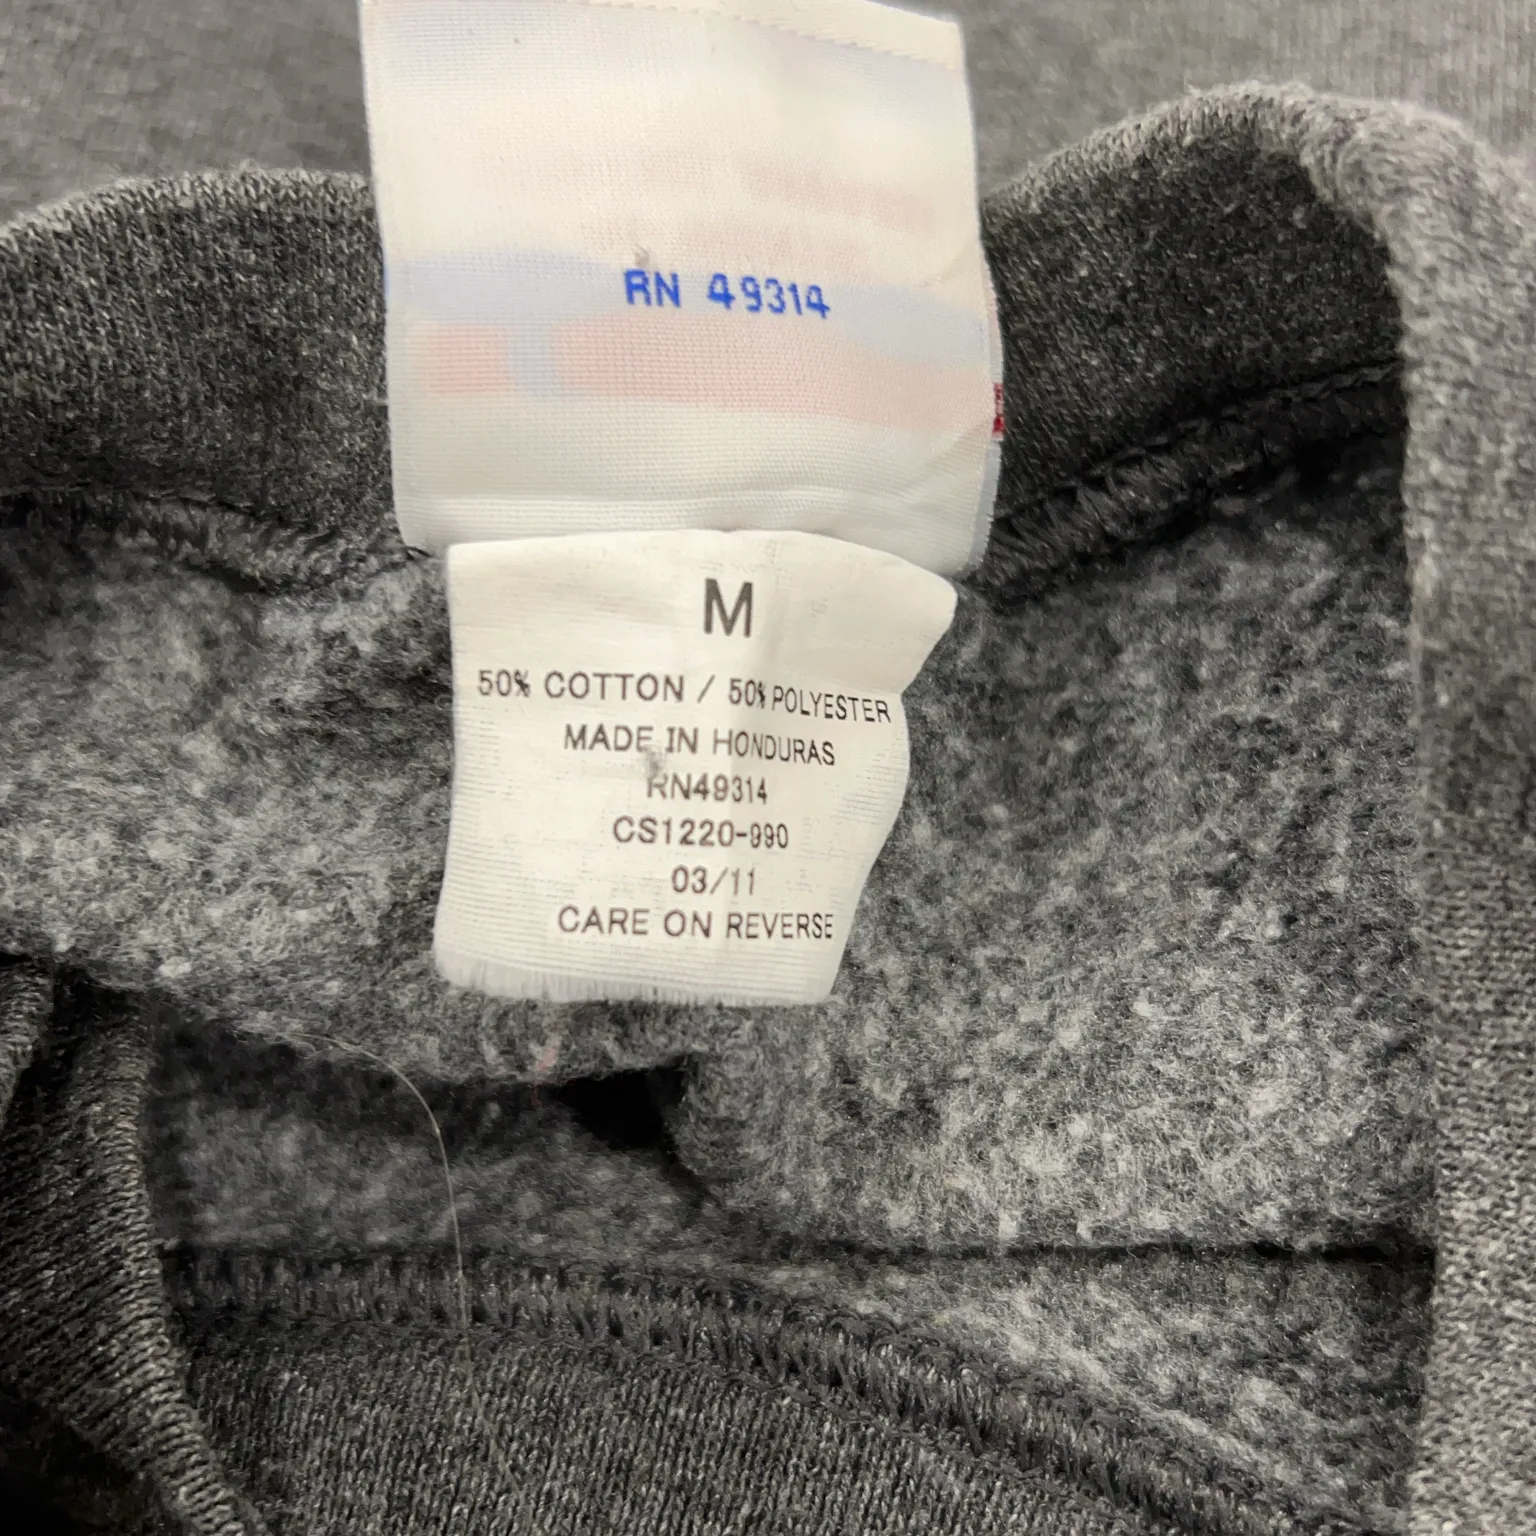 RN 49314
M
50% COTTON / 50% POLYESTER
MADE IN HONDURAS
RN49314
CS1220-990
03/11
CARE ON REVERSE